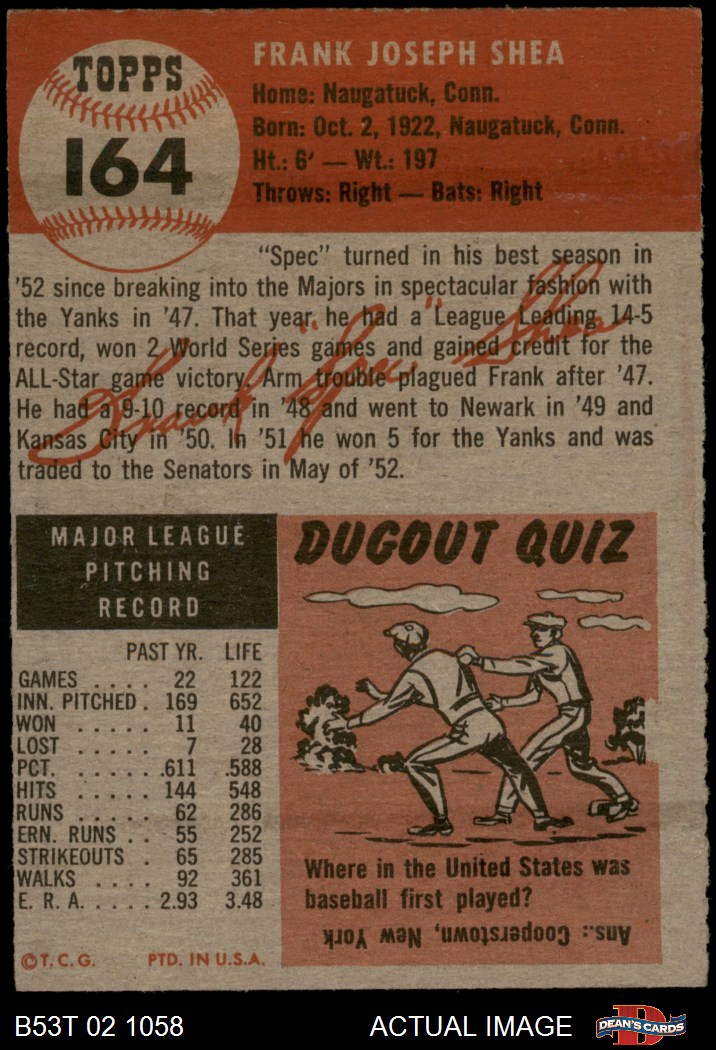 TOPPS
164
FRANK JOSEPH SHEA
Home: Naugatuck, Conn.
Born: Oct. 2, 1922, Naugatuck, Conn.
Ht.: 6' — Wt.: 197
Throws: Right — Bats: Right
"Spec" turned in his best season in
'52 since breaking into the Majors in spectacular fashion with
the Yanks in '47. That year he had a League Leading 14-5
record, won 2 World Series games and gained credit for the
ALL-Star game victory. Arm trouble plagued Frank after '47.
He had a 9-10 record in '48 and went to Newark in '49 and
Kansas City in '50. In '51 he won 5 for the Yanks and was
traded to the Senators in May of '52.
Frank "Spec" Shea
MAJOR LEAGUE
PITCHING
RECORD
PAST YR. LIFE
GAMES . . . . 22 122
INN. PITCHED . 169 652
WON . . . . . 11 40
LOST . . . . . 7 28
PCT. . . . . . .611 .588
HITS . . . . . 144 548
RUNS . . . . . 62 286
ERN. RUNS . . 55 252
STRIKEOUTS . 65 285
WALKS . . . . 92 361
E. R. A. . . . . 2.93 3.48
©T.C.G. PTD. IN U.S.A.
DUGOUT QUIZ
Where in the United States was
baseball first played?
Ans.: Cooperstown, New York
B53T 02 1058 ACTUAL IMAGE
D
DEAN'S CARDS